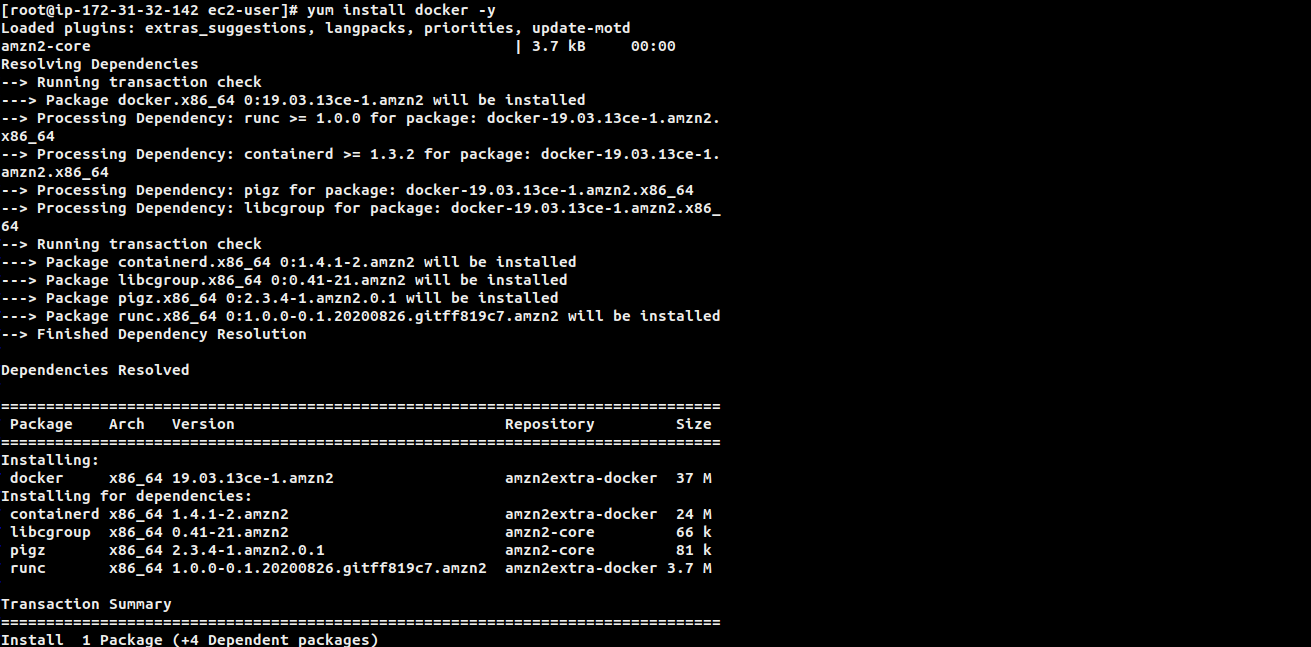 [root@ip-172-31-32-142 ec2-user]# yum install docker -y
Loaded plugins: extras_suggestions, langpacks, priorities, update-motd
amzn2-core                                               | 3.7 kB     00:00
Resolving Dependencies
--> Running transaction check
---> Package docker.x86_64 0:19.03.13ce-1.amzn2 will be installed
--> Processing Dependency: runc >= 1.0.0 for package: docker-19.03.13ce-1.amzn2.
x86_64
--> Processing Dependency: containerd >= 1.3.2 for package: docker-19.03.13ce-1.
amzn2.x86_64
--> Processing Dependency: pigz for package: docker-19.03.13ce-1.amzn2.x86_64
--> Processing Dependency: libcgroup for package: docker-19.03.13ce-1.amzn2.x86_
64
--> Running transaction check
---> Package containerd.x86_64 0:1.4.1-2.amzn2 will be installed
---> Package libcgroup.x86_64 0:0.41-21.amzn2 will be installed
---> Package pigz.x86_64 0:2.3.4-1.amzn2.0.1 will be installed
---> Package runc.x86_64 0:1.0.0-0.1.20200826.gitff819c7.amzn2 will be installed
--> Finished Dependency Resolution

Dependencies Resolved

================================================================================
 Package    Arch   Version                              Repository         Size
================================================================================
Installing:
 docker     x86_64 19.03.13ce-1.amzn2                   amzn2extra-docker  37 M
Installing for dependencies:
 containerd x86_64 1.4.1-2.amzn2                        amzn2extra-docker  24 M
 libcgroup  x86_64 0.41-21.amzn2                        amzn2-core         66 k
 pigz       x86_64 2.3.4-1.amzn2.0.1                    amzn2-core         81 k
 runc       x86_64 1.0.0-0.1.20200826.gitff819c7.amzn2  amzn2extra-docker 3.7 M

Transaction Summary
================================================================================
Install  1 Package (+4 Dependent packages)